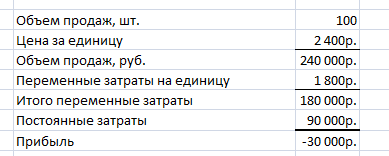 Объем продаж, шт. 100
Цена за единицу 2 400р.
Объем продаж, руб. 240 000р.
Переменные затраты на единицу 1 800р.
Итого переменные затраты 180 000р.
Постоянные затраты 90 000р.
Прибыль -30 000р.